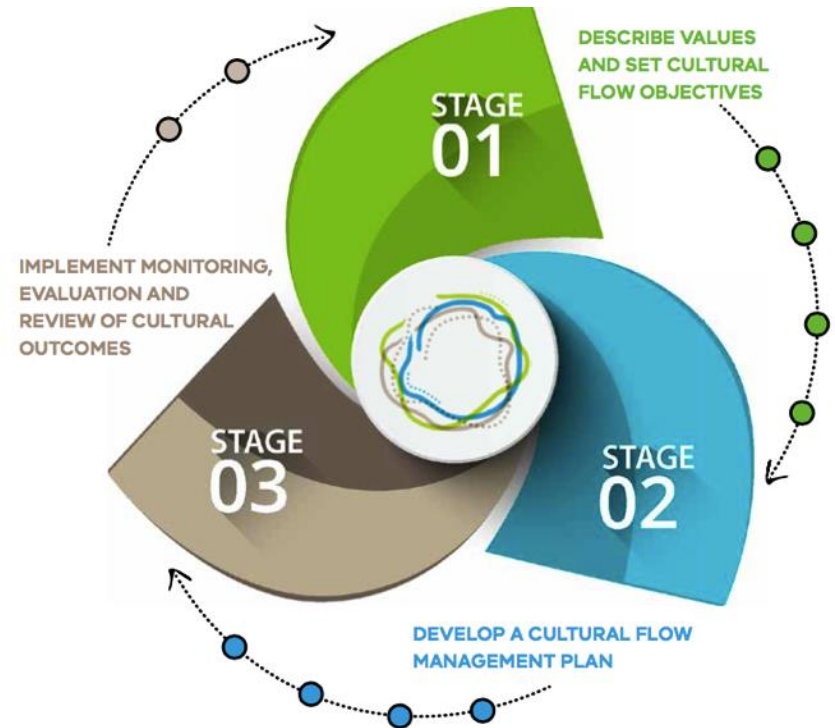 DESCRIBE VALUES
AND SET CULTURAL
FLOW OBJECTIVES
STAGE
01
IMPLEMENT MONITORING,
EVALUATION AND
REVIEW OF CULTURAL
OUTCOMES
STAGE
03
STAGE
02
DEVELOP A CULTURAL FLOW
MANAGEMENT PLAN